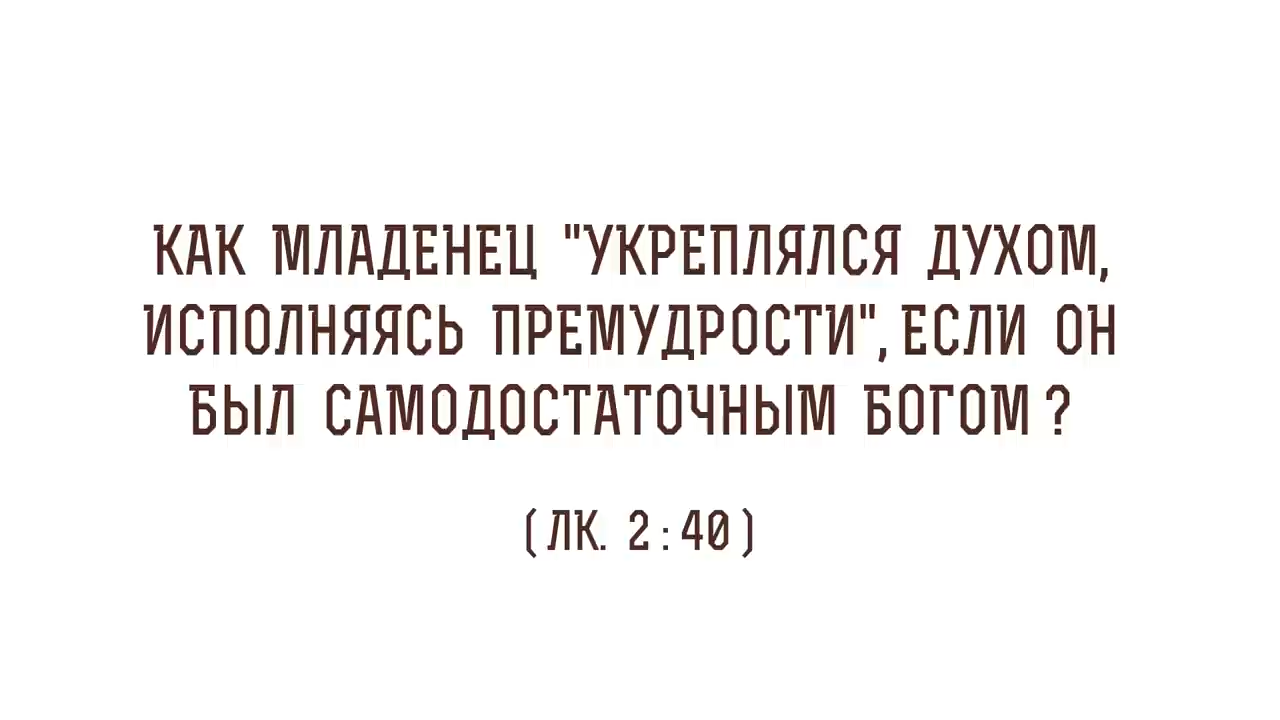 КАК МЛАДЕНЕЦ "УКРЕПЛЯЛСЯ ДУХОМ,
ИСПОЛНЯЯСЬ ПРЕМУДРОСТИ", ЕСЛИ ОН
БЫЛ САМОДОСТАТОЧНЫМ БОГОМ ?
( ЛК. 2 : 40 )